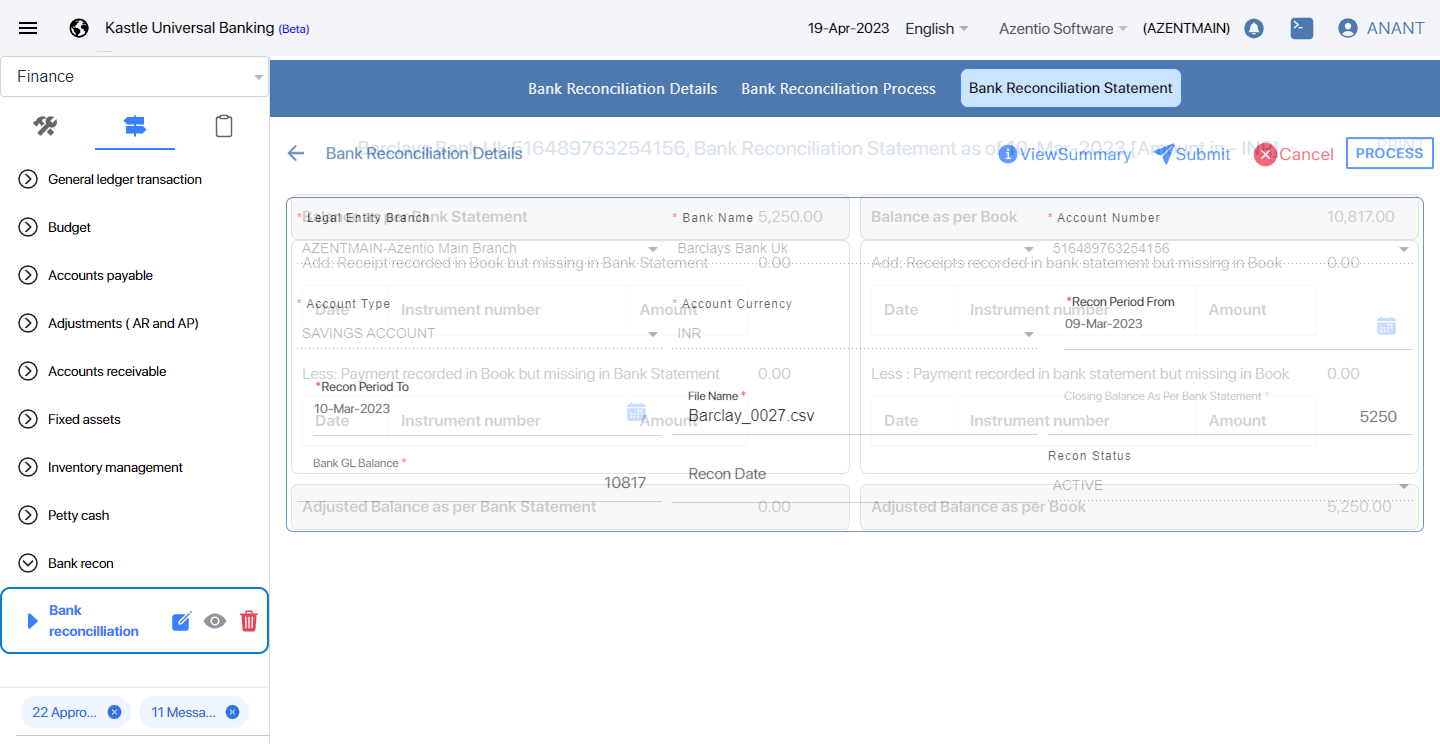 Kastle Universal Banking (Beta)
19-Apr-2023
English
Azentio Software
(AZENTMAIN)
ANANT
Finance
Bank Reconciliation Details
Bank Reconciliation Process
Bank Reconciliation Statement
General ledger transaction
Budget
Accounts payable
Adjustments ( AR and AP)
Accounts receivable
Fixed assets
Inventory management
Petty cash
Bank recon
Bank
reconcilliation
22 Appro...
11 Messa...
Bank Reconciliation Details
Barclays Bank Uk 516489763254156, Bank Reconciliation Statement as of 10-Mar-2023 [Amount in - INR]
ViewSummary
Submit
Cancel
PRINT
PROCESS
* Legan Entity Branch
AZENTMAIN-Azentio Main Branch
* Bank Name
Barclays Bank Uk
* Account Number
516489763254156
* Account Type
SAVINGS ACCOUNT
* Account Currency
INR
*Recon Period From
09-Mar-2023
*Recon Period To
10-Mar-2023
File Name *
Barclay_0027.csv
Closing Balance As Per Bank Statement *
5250
Bank GL Balance *
10817
Recon Date
Recon Status
ACTIVE
Balance as per Bank Statement 5,250.00
Add: Receipt recorded in Book but missing in Bank Statement 0.00
Date Instrument number Amount
Less: Payment recorded in Book but missing in Bank Statement 0.00
Date Instrument number Amount
Adjusted Balance as per Bank Statement 0.00
Balance as per Book 10,817.00
Add: Receipts recorded in bank statement but missing in Book 0.00
Date Instrument number Amount
Less : Payment recorded in bank statement but missing in Book 0.00
Date Instrument number Amount
Adjusted Balance as per Book 5,250.00